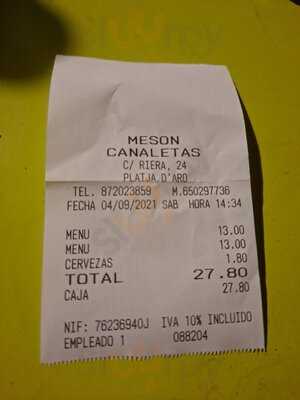 MESON
CANALETAS
C/ RIERA, 24
PLATJA D'ARO
TEL. 872023859 M.650297736
FECHA 04/09/2021 SAB HORA 14:34
MENU 13.00
MENU 13.00
CERVEZAS 1.80
TOTAL 27.80
CAJA 27.80
NIF: 76236940J IVA 10% INCLUIDO
EMPLEADO 1 088204